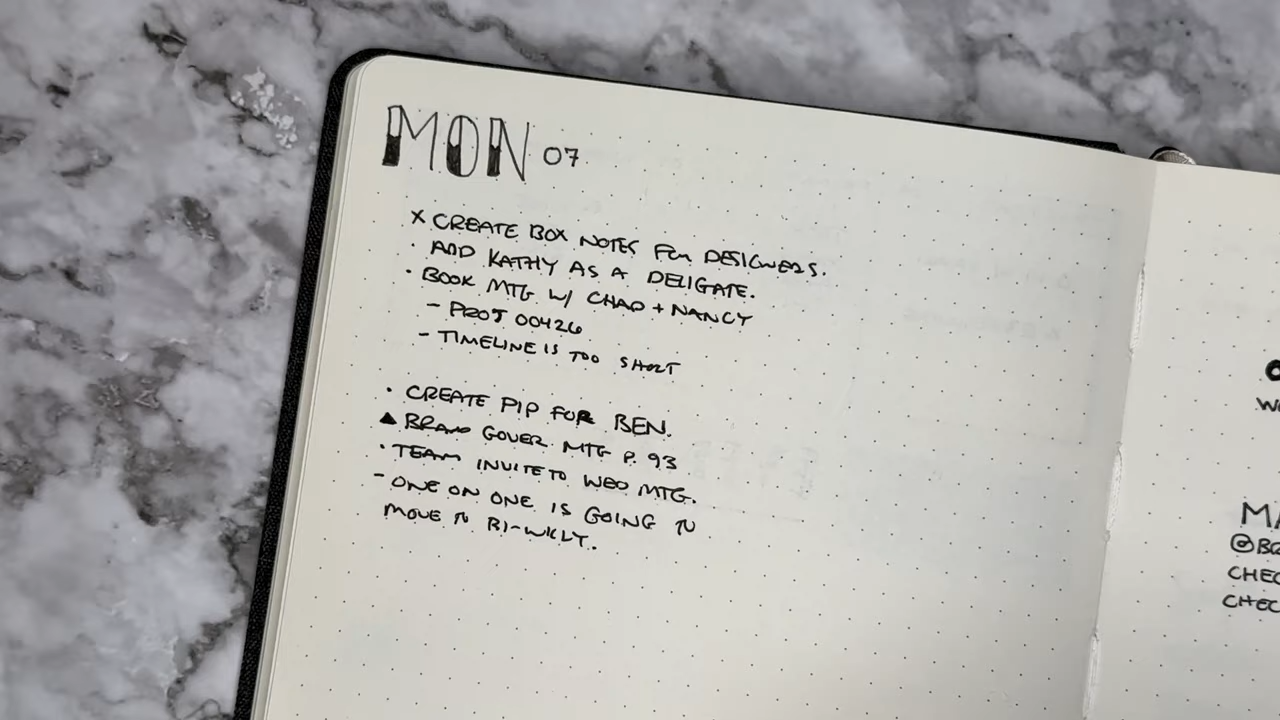 MON 07
X CREATE BOX NOTES FOR DESIGNERS.
· ADD KATHY AS A DELIGATE.
· BOOK MTG W/ CHAD + NANCY
– PROJ 00426
– TIMELINE IS TOO SHORT
· CREATE PIP FOR BEN.
▲ BRAND GOVER MTG P. 93
· TEAM INVITE TO WED MTG.
– ONE ON ONE IS GOING TO
MOVE TO BI-WKLY.
@BR
CHEC
CHEC